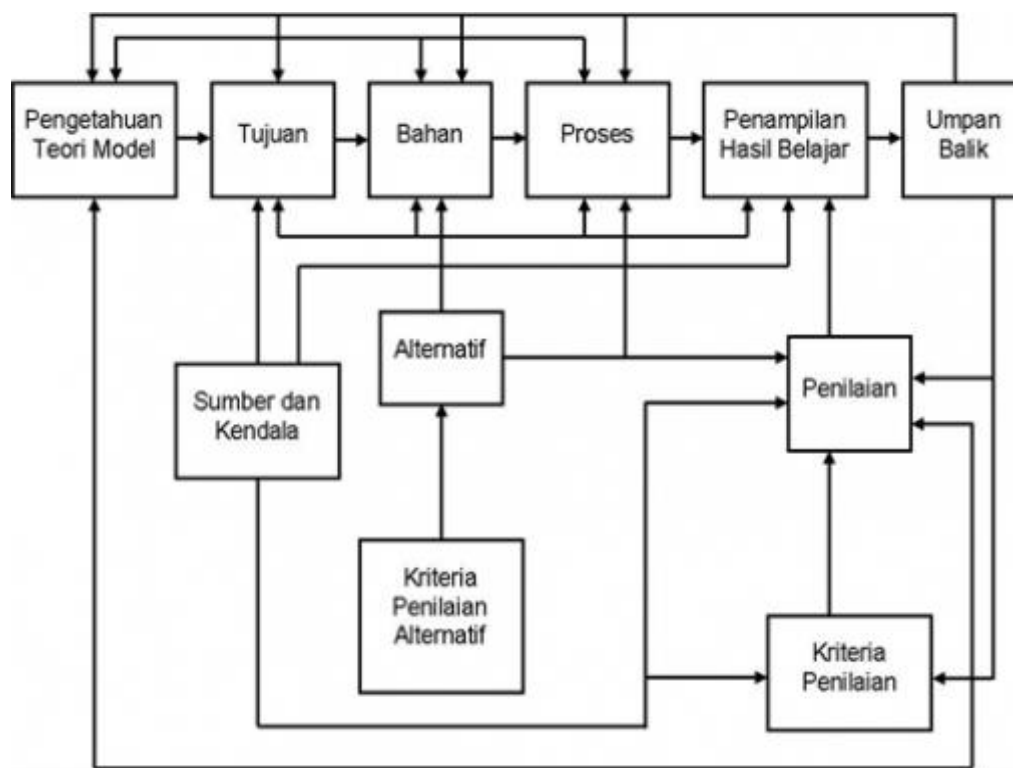 Pengetahuan
Teori Model
Tujuan
Bahan
Proses
Penampilan
Hasil Belajar
Umpan
Balik
Alternatif
Sumber dan
Kendala
Penilaian
Kriteria
Penilaian
Alternatif
Kriteria
Penilaian